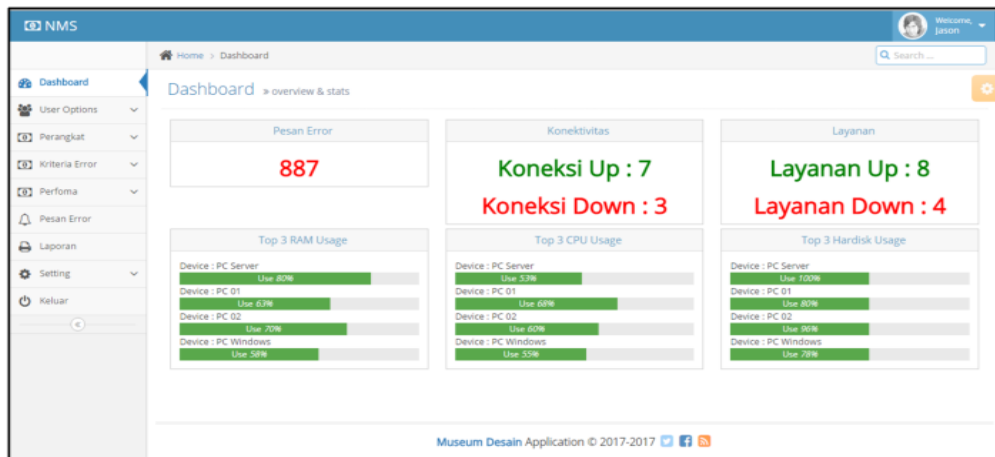 NMS
Welcome,
Jason
Home > Dashboard
Search ...
Dashboard
User Options
Perangkat
Kriteria Error
Perfoma
Pesan Error
Laporan
Setting
Keluar
Dashboard » overview & stats
Pesan Error
887
Konektivitas
Koneksi Up : 7
Koneksi Down : 3
Layanan
Layanan Up : 8
Layanan Down : 4
Top 3 RAM Usage
Device : PC Server
Use 80%
Device : PC 01
Use 63%
Device : PC 02
Use 70%
Device : PC Windows
Use 58%
Top 3 CPU Usage
Device : PC Server
Use 53%
Device : PC 01
Use 68%
Device : PC 02
Use 60%
Device : PC Windows
Use 55%
Top 3 Hardisk Usage
Device : PC Server
Use 100%
Device : PC 01
Use 80%
Device : PC 02
Use 96%
Device : PC Windows
Use 78%
Museum Desain Application © 2017-2017